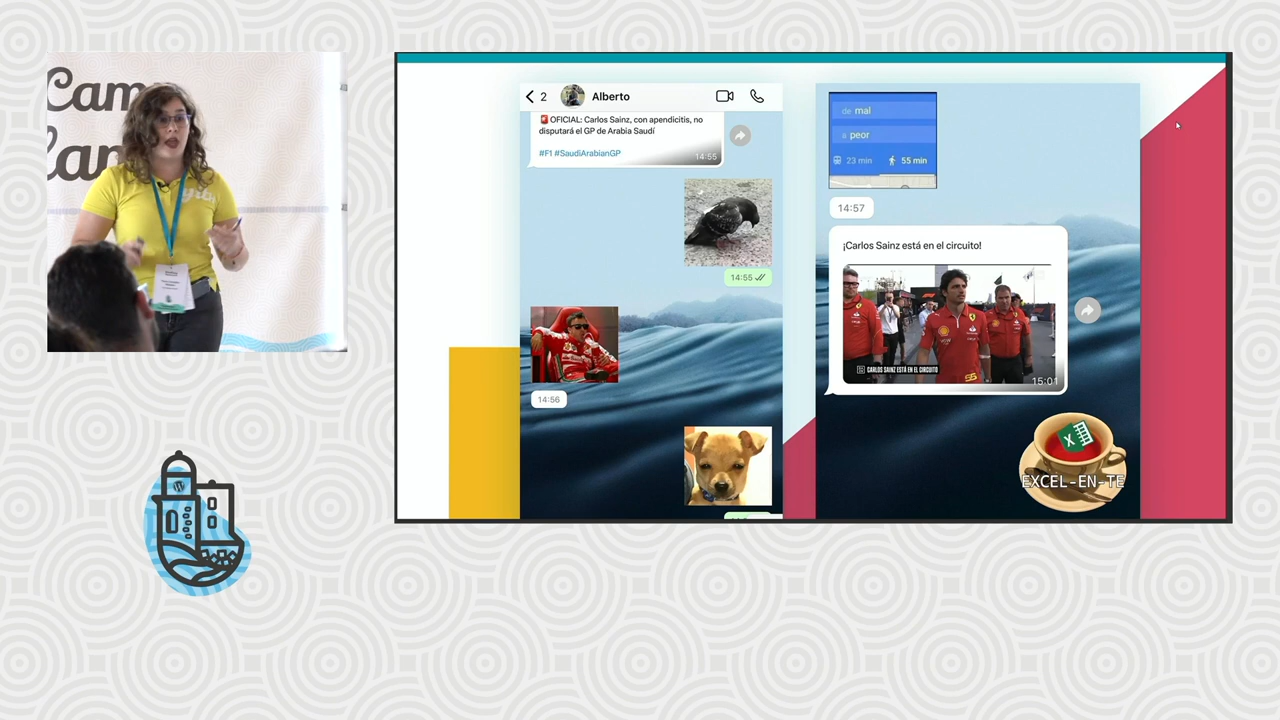 Cam
lan
2
Alberto
🚨 OFICIAL: Carlos Sainz, con apendicitis, no
disputará el GP de Arabia Saudí
#F1 #SaudiArabianGP
14:55
14:55
14:56
de mal
a peor
23 min
55 min
14:57
¡Carlos Sainz está en el circuito!
CARLOS SAINZ ESTÁ EN EL CIRCUITO
15:01
X
EXCEL-EN-TE